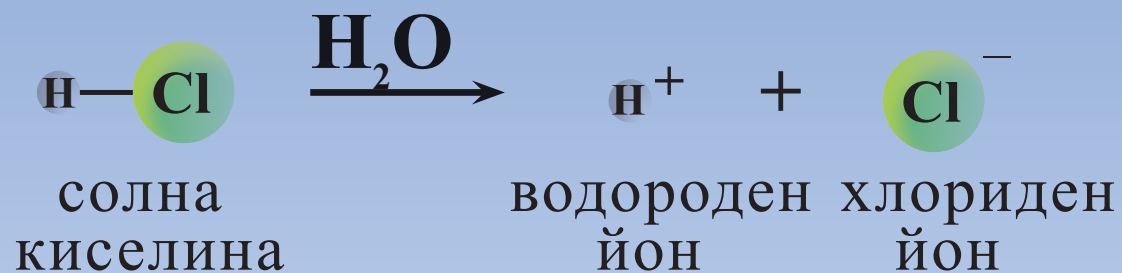 H₂O
H — Cl → H⁺ + Cl⁻
солна киселина
водороден йон
хлориден йон